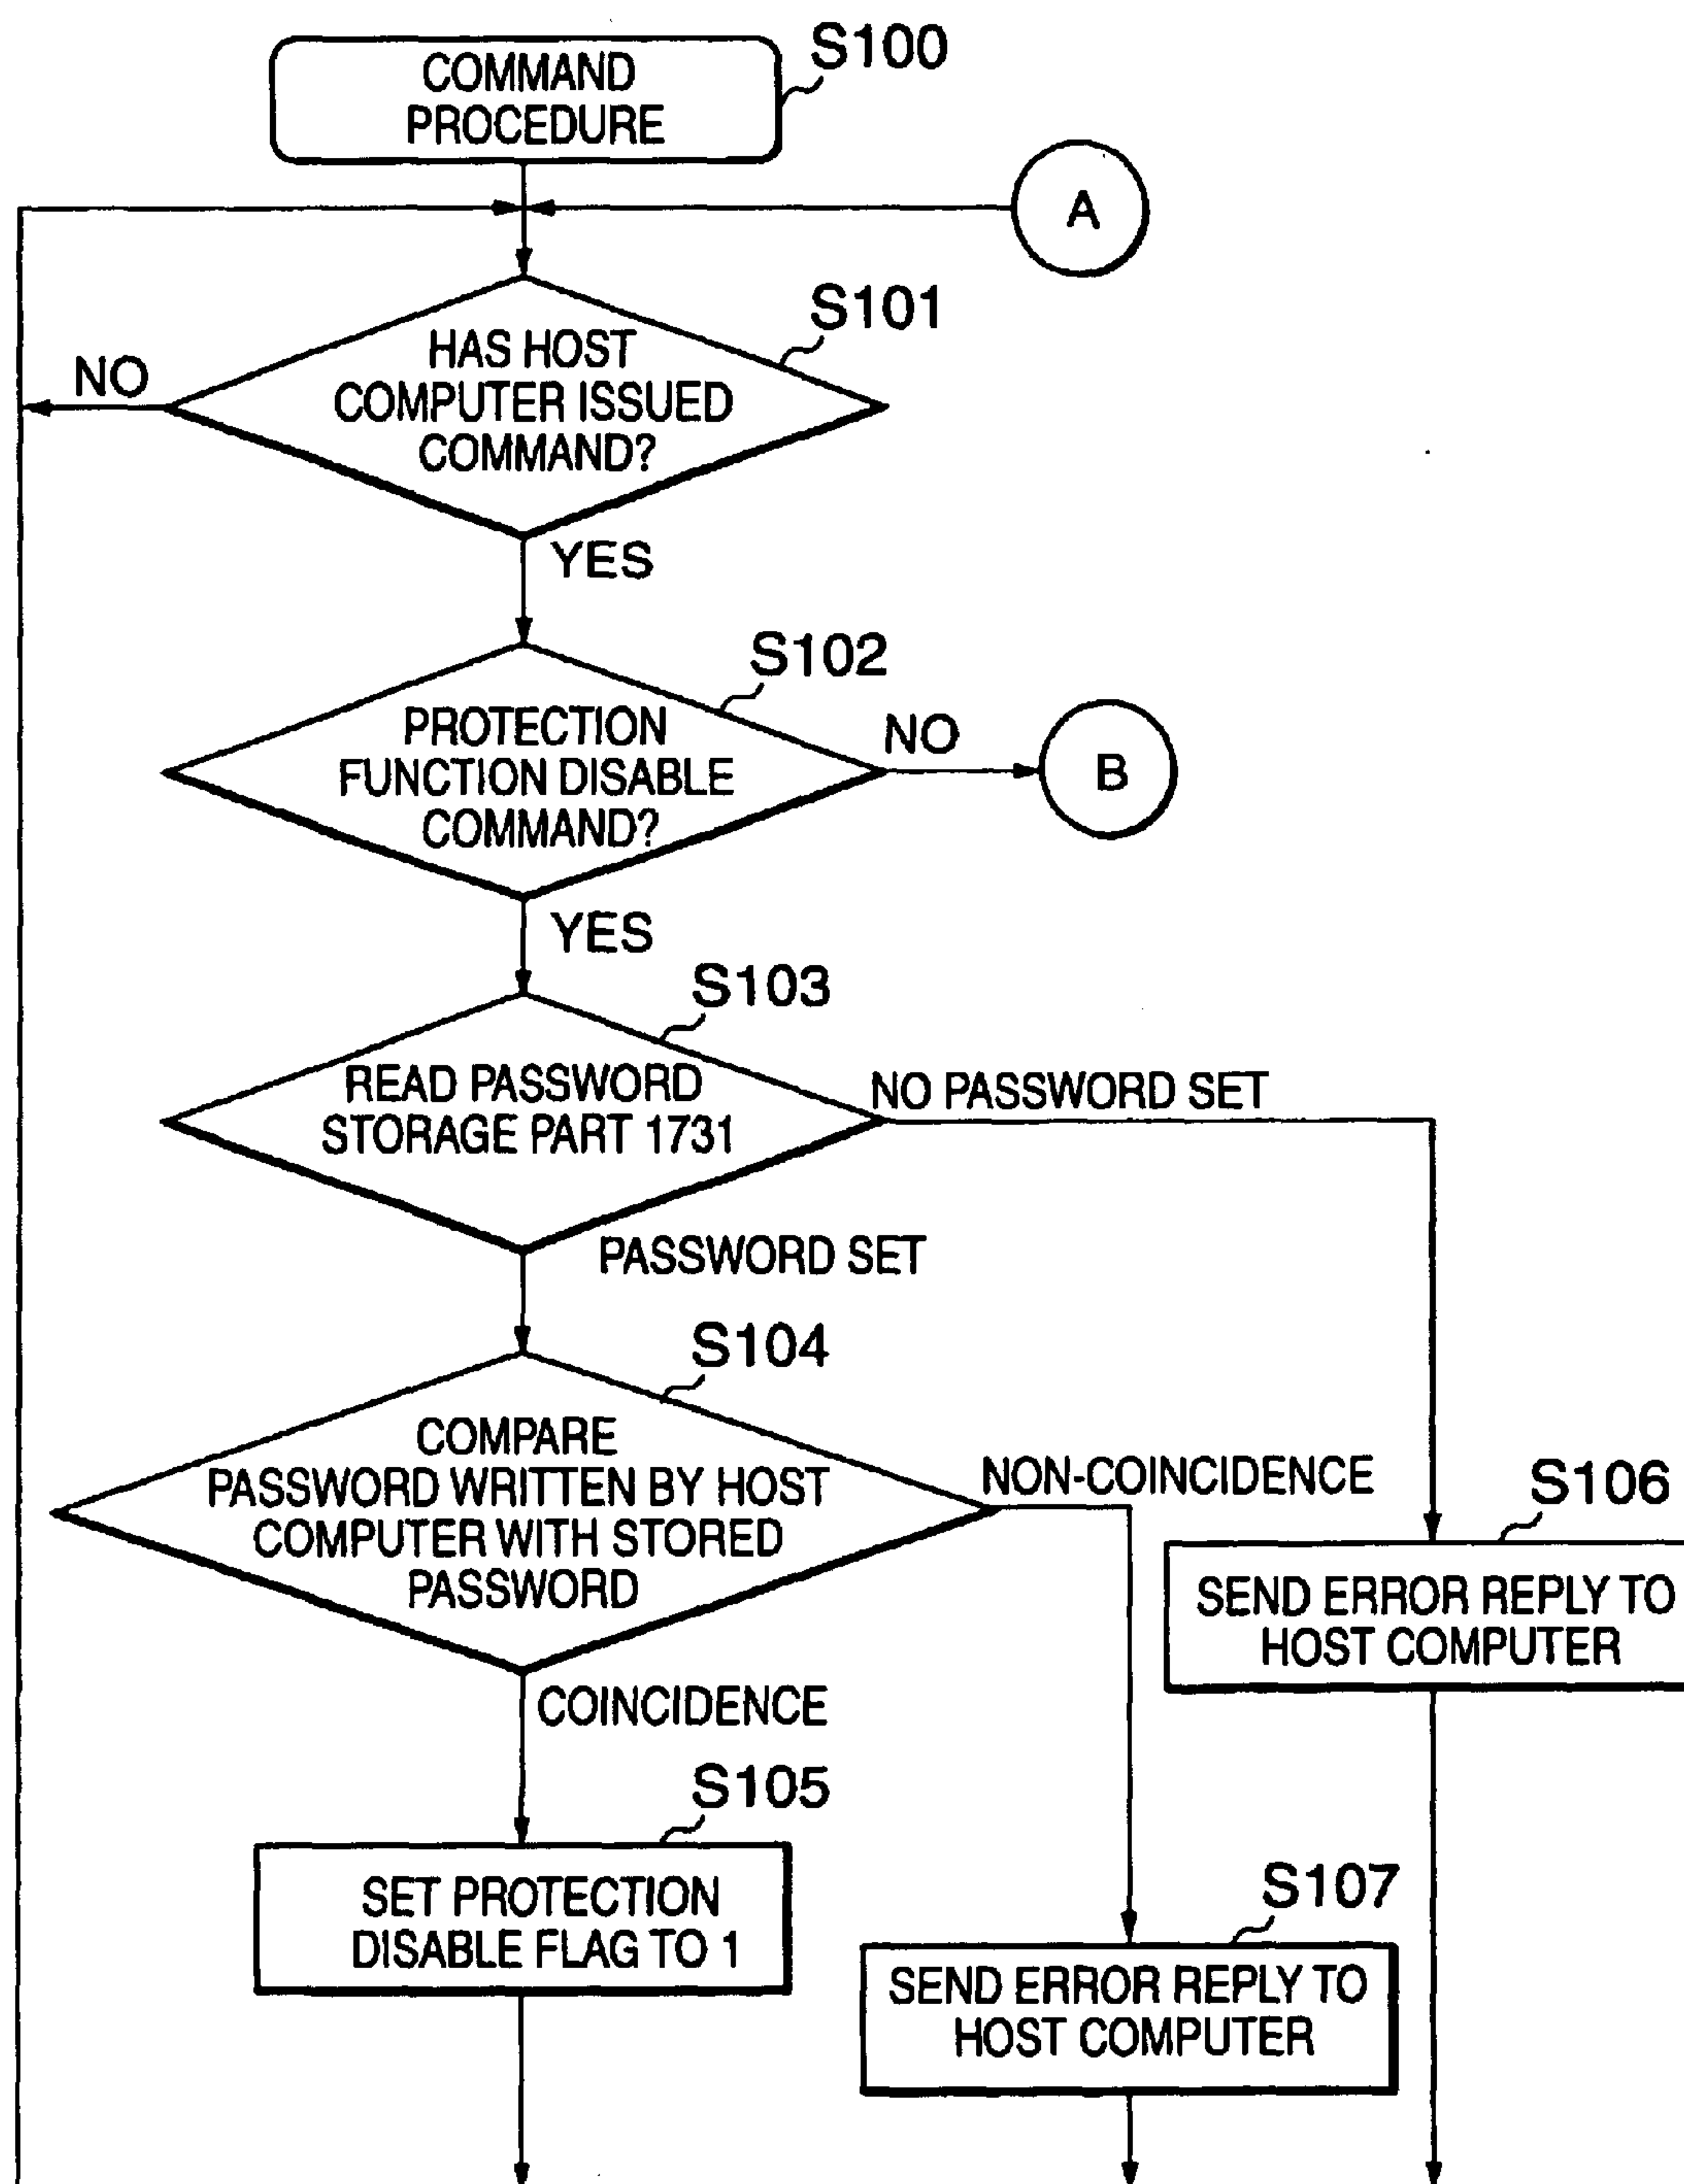 S100
COMMAND
PROCEDURE
A
S101
HAS HOST
COMPUTER ISSUED
COMMAND?
NO
YES
S102
PROTECTION
FUNCTION DISABLE
COMMAND?
NO
B
YES
S103
READ PASSWORD
STORAGE PART 1731
NO PASSWORD SET
PASSWORD SET
S104
COMPARE
PASSWORD WRITTEN BY HOST
COMPUTER WITH STORED
PASSWORD
NON-COINCIDENCE
S106
SEND ERROR REPLY TO
HOST COMPUTER
COINCIDENCE
S105
SET PROTECTION
DISABLE FLAG TO 1
S107
SEND ERROR REPLY TO
HOST COMPUTER